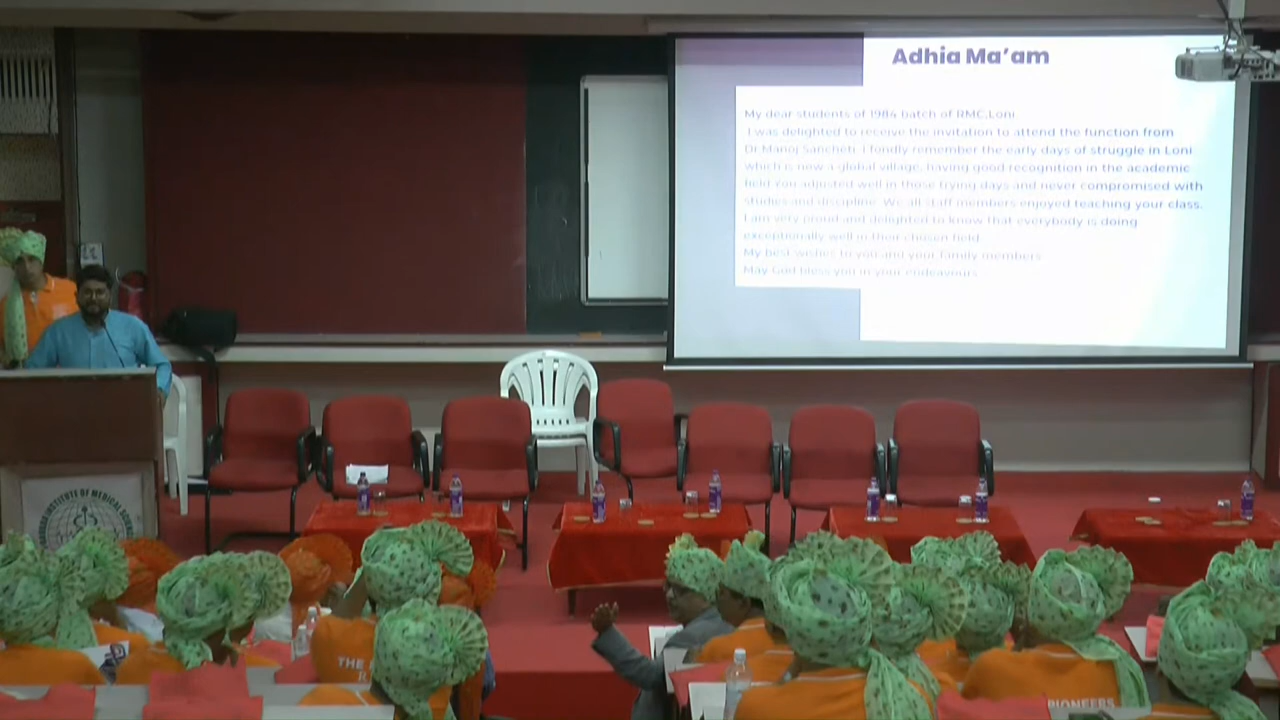 Adhia Ma'am
My dear students of 1984 batch of RMC,Loni.
I was delighted to receive the invitation to attend the function from
Dr Manoj Sancheti. I fondly remember the early days of struggle in Loni
which is now a global village, having good recognition in the academic
field.You adjusted well in those trying days and never compromised with
studies and discipline. We all staff members enjoyed teaching your class.
I am very proud and delighted to know that everybody is doing
exceptionally well in their chosen field.
My best wishes to you and your family members.
May God bless you in your endeavours.
INSTITUTE OF MEDICAL
THE
PIONEERS